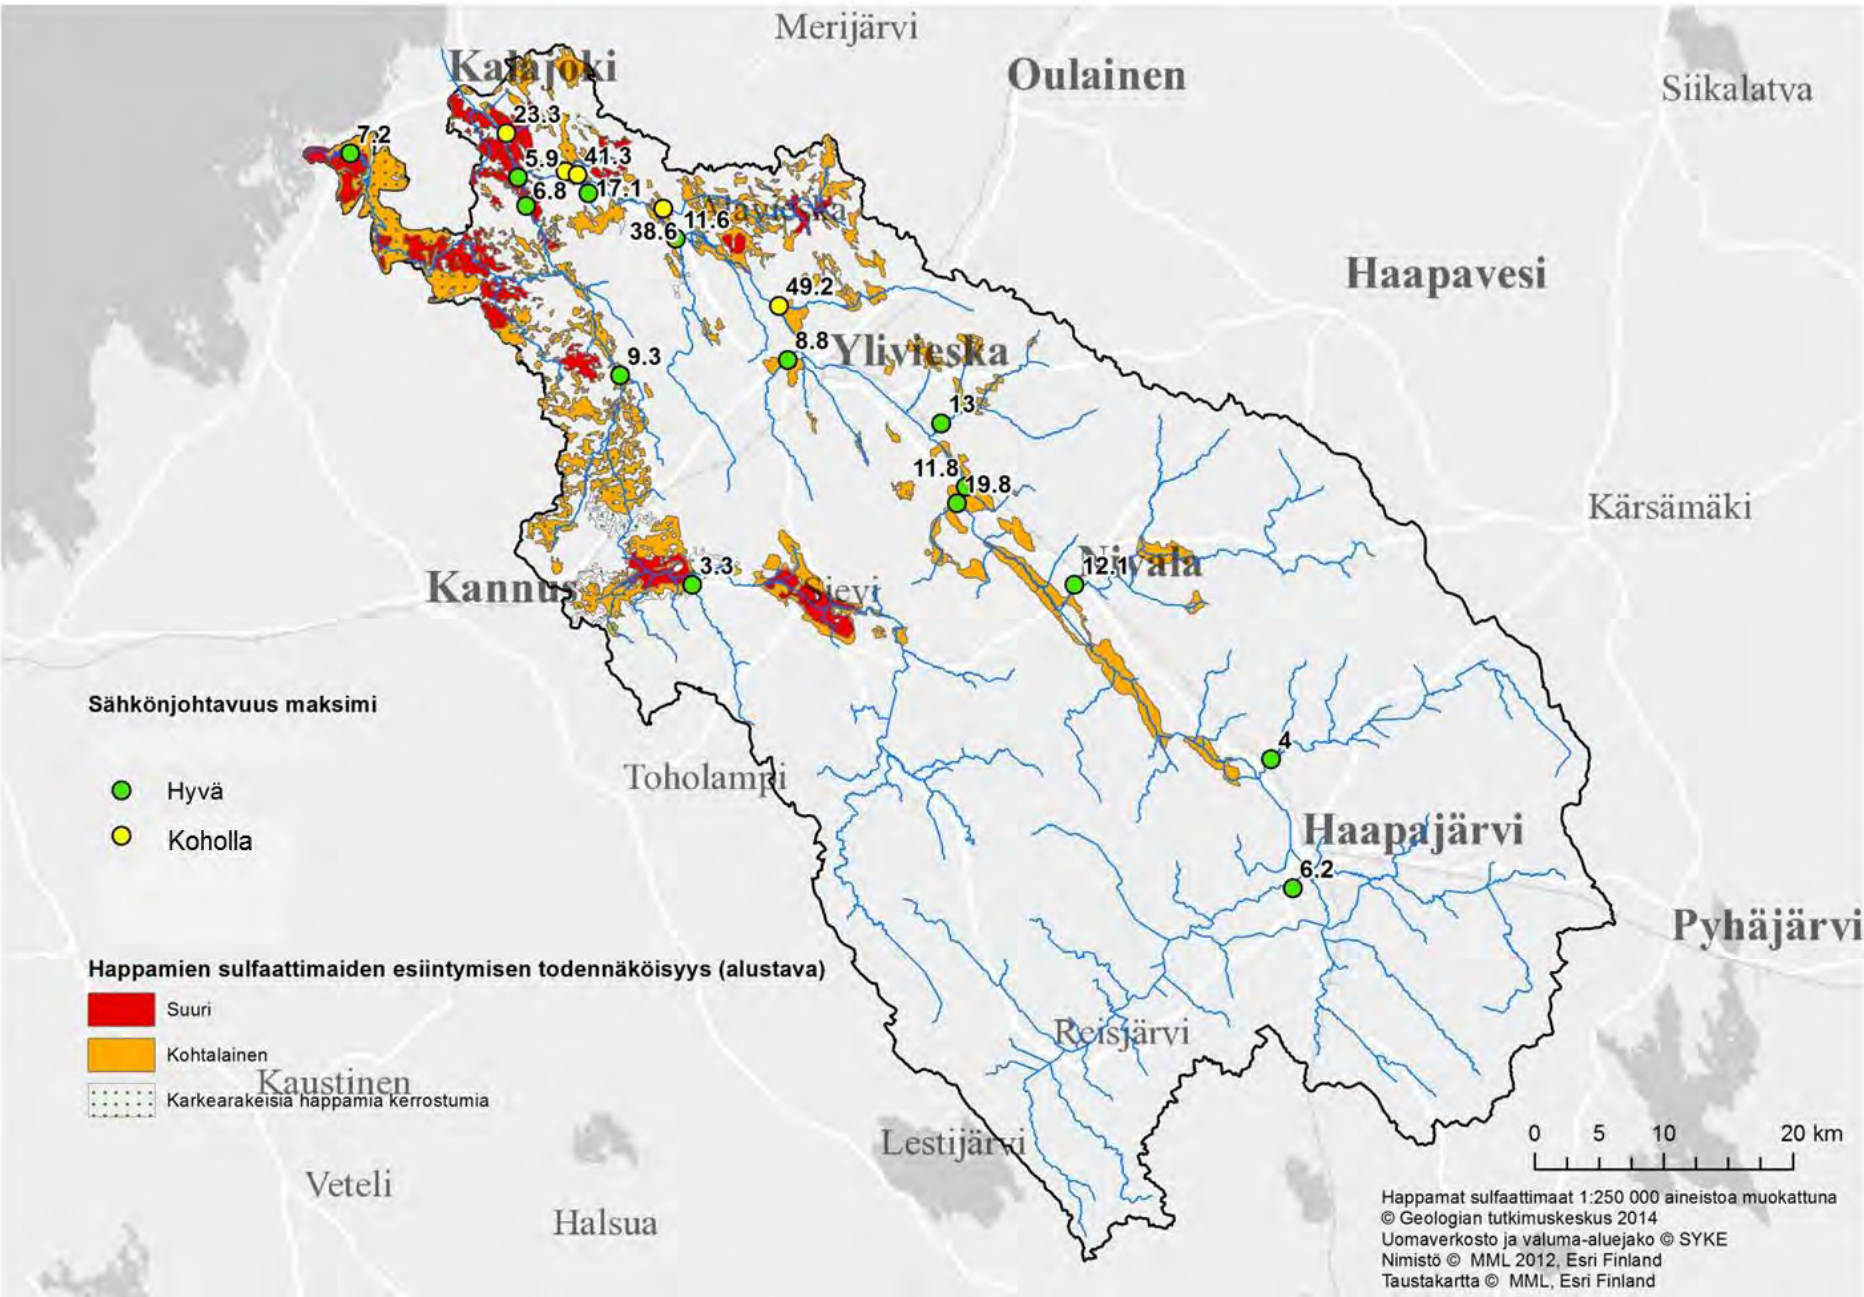 Merijärvi
Kalajoki
Oulainen
Siikalatva
23.3
7.2
5.9
41.3
6.8
17.1
Alavieska
11.6
38.6
Haapavesi
49.2
8.8
Ylivieska
9.3
13
11.8
19.8
Kärsämäki
Nivala
12.1
3.3
Kannus
Sievi
Sähkönjohtavuus maksimi
Hyvä
Koholla
4
Toholampi
Haapajärvi
6.2
Pyhäjärvi
Happamien sulfaattimaiden esiintymisen todennäköisyys (alustava)
Suuri
Kohtalainen
Karkearakeisia happamia kerrostumia
Kaustinen
Reisjärvi
Lestijärvi
Veteli
Halsua
0 5 10 20 km
Happamat sulfaattimaat 1:250 000 aineistoa muokattuna
© Geologian tutkimuskeskus 2014
Uomaverkosto ja valuma-aluejako © SYKE
Nimistö © MML 2012, Esri Finland
Taustakartta © MML, Esri Finland